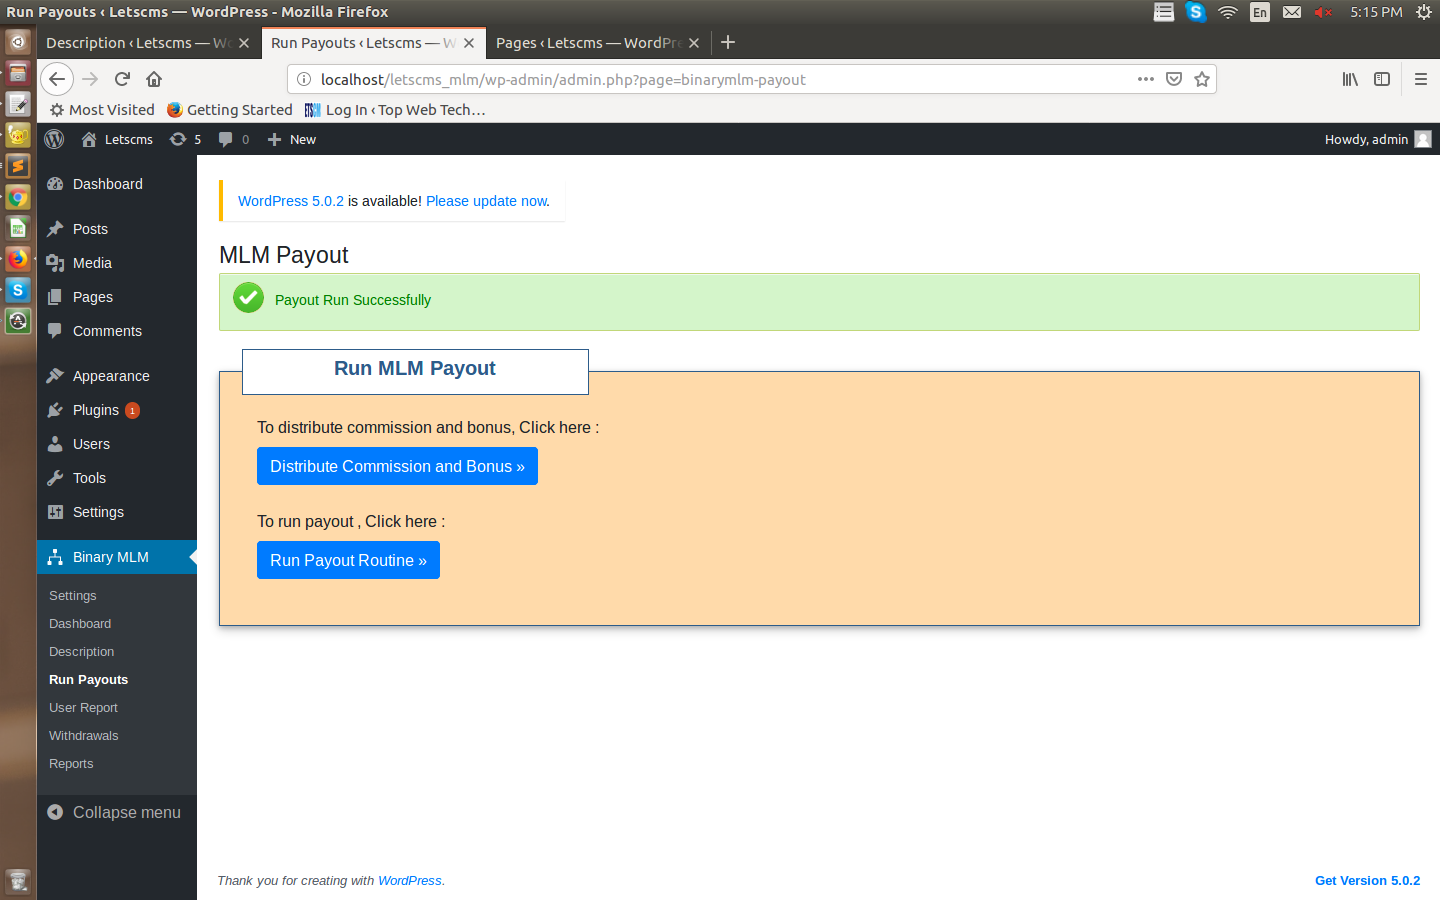 Run Payouts ‹ Letscms — WordPress - Mozilla Firefox
En
5:15 PM
Description ‹ Letscms — Wo
Run Payouts ‹ Letscms — W
Pages ‹ Letscms — WordPre
localhost/letscms_mlm/wp-admin/admin.php?page=binarymlm-payout
Most Visited
Getting Started
Log In ‹ Top Web Tech…
Letscms
5
0
New
Howdy, admin
Dashboard
Posts
Media
Pages
Comments
Appearance
Plugins 1
Users
Tools
Settings
Binary MLM
Settings
Dashboard
Description
Run Payouts
User Report
Withdrawals
Reports
Collapse menu
WordPress 5.0.2 is available! Please update now.
MLM Payout
Payout Run Successfully
Run MLM Payout
To distribute commission and bonus, Click here :
Distribute Commission and Bonus »
To run payout , Click here :
Run Payout Routine »
Thank you for creating with WordPress.
Get Version 5.0.2